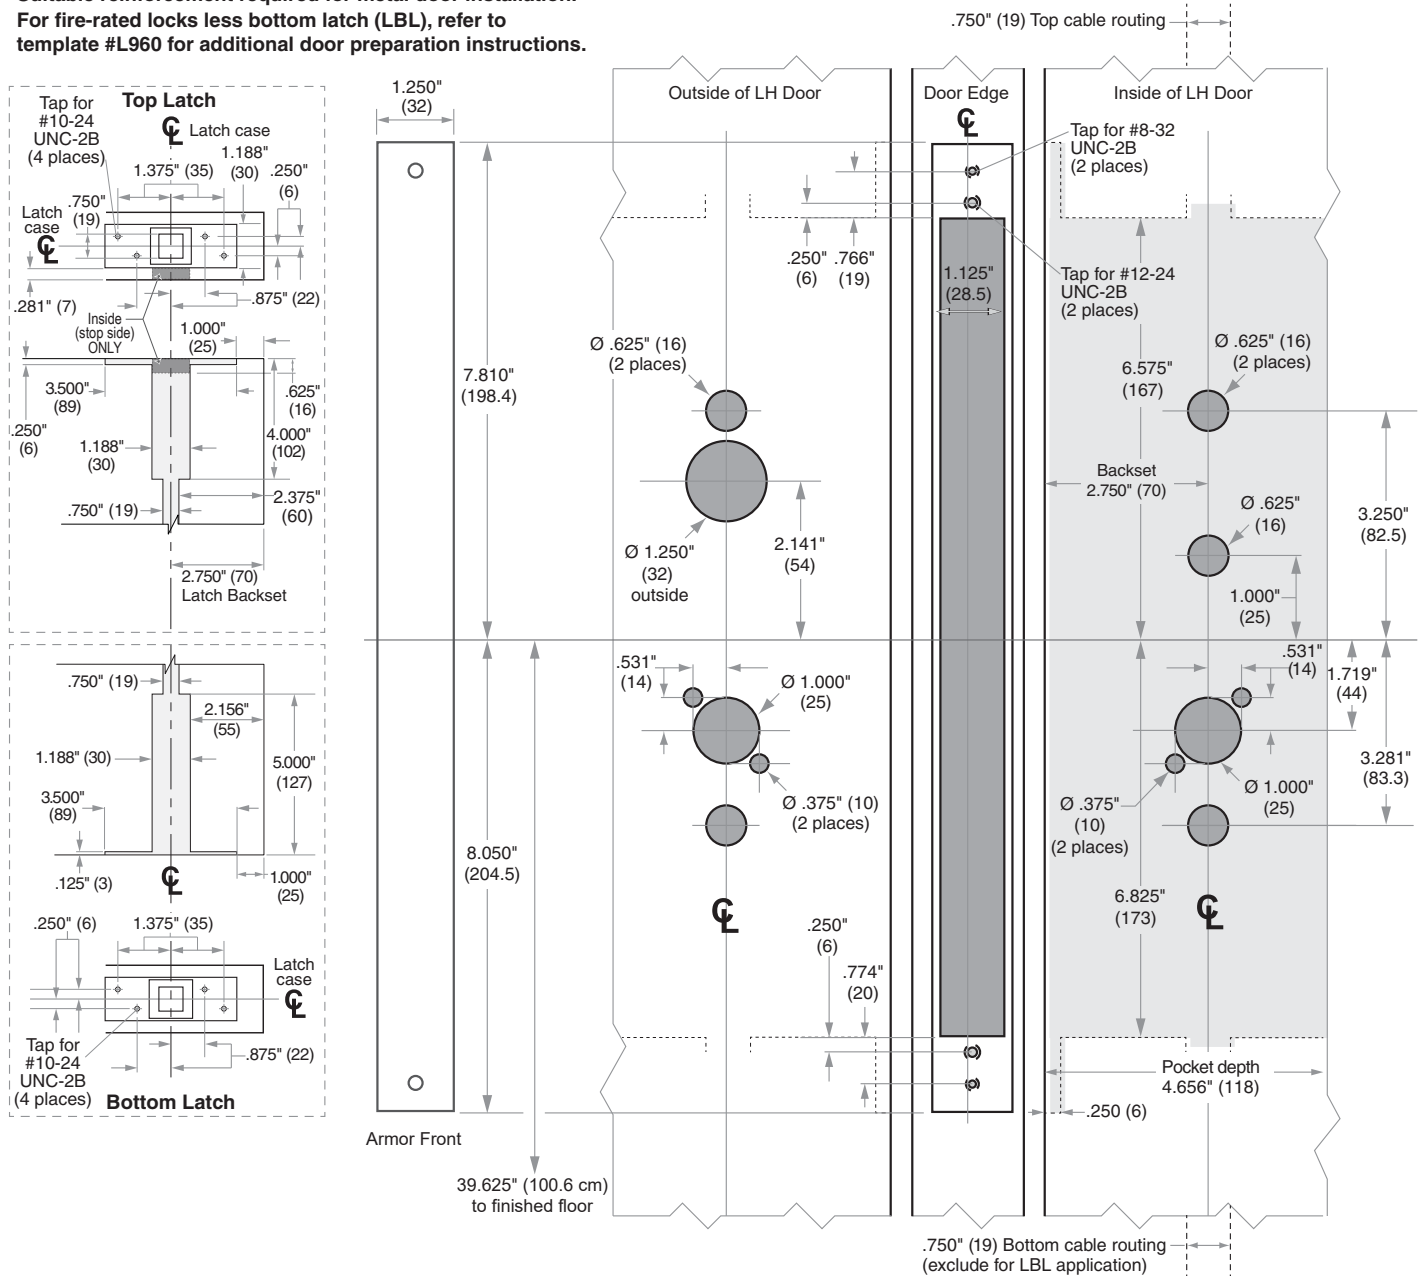 For fire-rated locks less bottom latch (LBL), refer to
template #L960 for additional door preparation instructions.
.750" (19) Top cable routing
Top Latch
Tap for
#10-24
UNC-2B
(4 places)
℄
Latch case
1.375" (35)
1.188"
(30)
.250"
(6)
.750"
(19)
Latch
case
℄
.281" (7)
.875" (22)
Inside
(stop side)
ONLY
1.000"
(25)
3.500"
(89)
.625"
(16)
.250"
(6)
1.188"
(30)
4.000"
(102)
.750" (19)
2.375"
(60)
2.750" (70)
Latch Backset
.750" (19)
2.156"
(55)
1.188" (30)
5.000"
(127)
3.500"
(89)
.125" (3)
℄
1.000"
(25)
.250" (6)
1.375" (35)
Latch
case
℄
Tap for
#10-24
UNC-2B
(4 places)
.875" (22)
Bottom Latch
1.250"
(32)
7.810"
(198.4)
8.050"
(204.5)
Armor Front
39.625" (100.6 cm)
to finished floor
Outside of LH Door
.250"
(6)
.766"
(19)
Ø .625" (16)
(2 places)
Ø 1.250"
(32)
outside
2.141"
(54)
.531"
(14)
Ø 1.000"
(25)
Ø .375" (10)
(2 places)
℄
.250"
(6)
.774"
(20)
Door Edge
℄
Tap for #8-32
UNC-2B
(2 places)
1.125"
(28.5)
Tap for #12-24
UNC-2B
(2 places)
Inside of LH Door
6.575"
(167)
Ø .625" (16)
(2 places)
Backset
2.750" (70)
Ø .625"
(16)
3.250"
(82.5)
1.000"
(25)
.531"
(14)
1.719"
(44)
3.281"
(83.3)
Ø 1.000"
(25)
Ø .375"
(10)
(2 places)
6.825"
(173)
℄
Pocket depth
4.656" (118)
.250 (6)
.750" (19) Bottom cable routing
(exclude for LBL application)